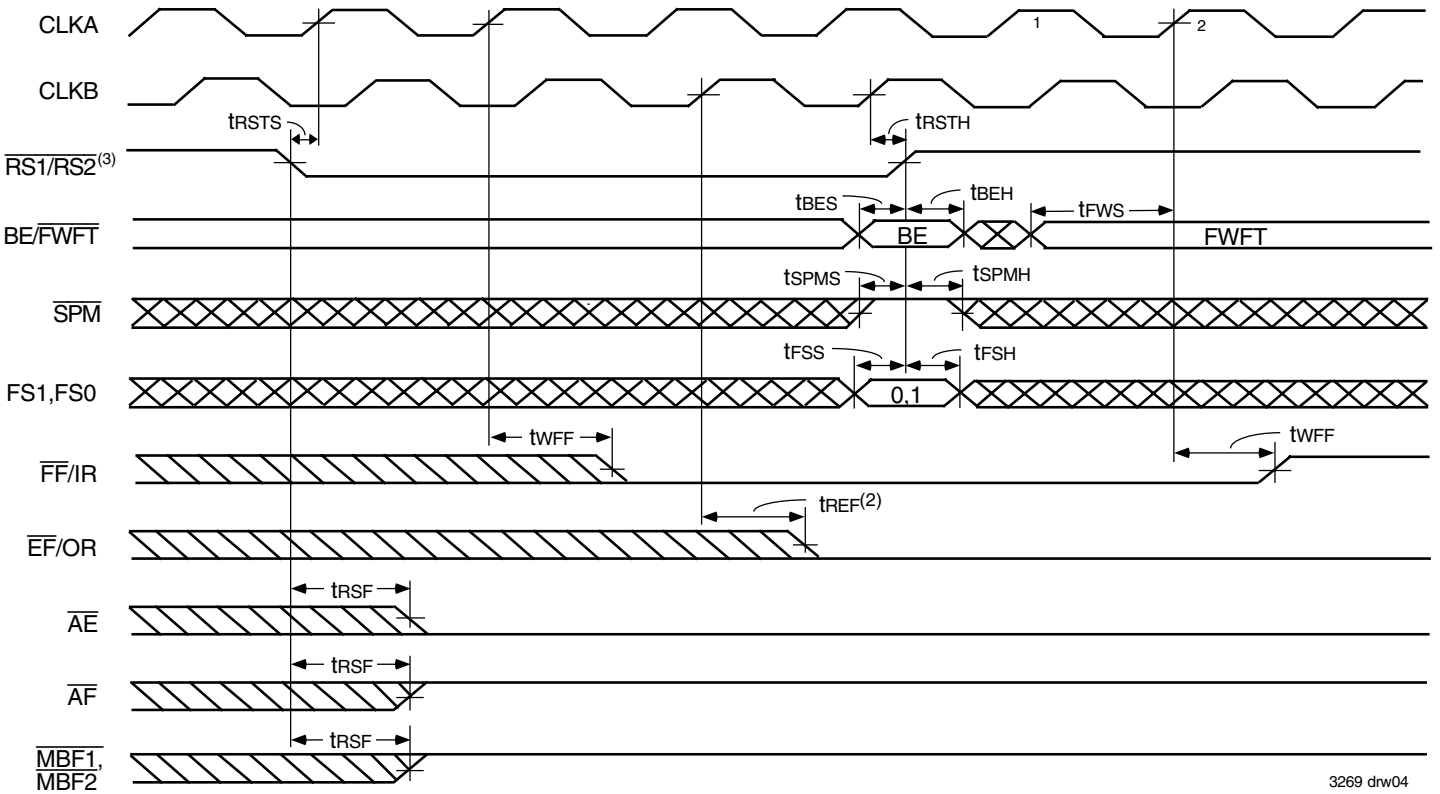 CLKA
1
2
CLKB
tRSTS
tRSTH
RS1/RS2(3)
tBES
tBEH
tFWS
BE/FWFT
BE
FWFT
tSPMS
tSPMH
SPM
tFSS
tFSH
FS1,FS0
0,1
tWFF
tWFF
FF/IR
tREF(2)
EF/OR
tRSF
AE
tRSF
AF
tRSF
MBF1,
MBF2
3269 drw04